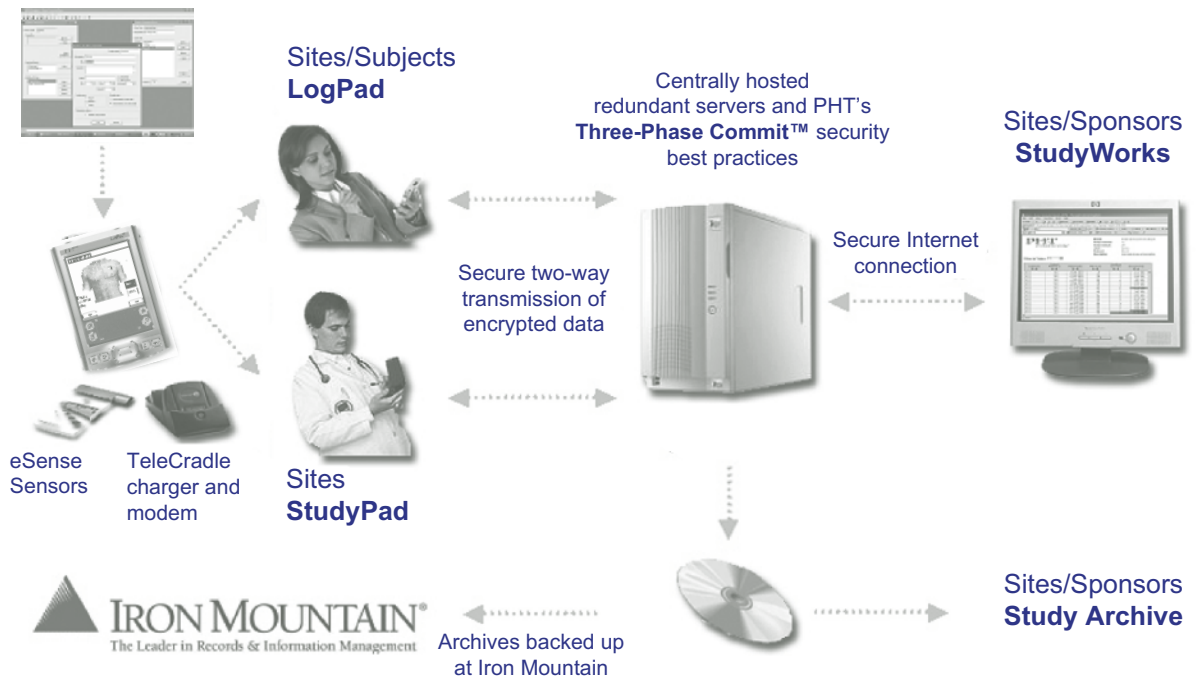 Sites/Subjects
LogPad
Centrally hosted
redundant servers and PHT's
Three-Phase Commit™ security
best practices
Sites/Sponsors
StudyWorks
Secure two-way
transmission of
encrypted data
Secure Internet
connection
PHT
eSense
Sensors
TeleCradle
charger and
modem
Sites
StudyPad
IRON MOUNTAIN®
The Leader in Records & Information Management
Archives backed up
at Iron Mountain
Sites/Sponsors
Study Archive